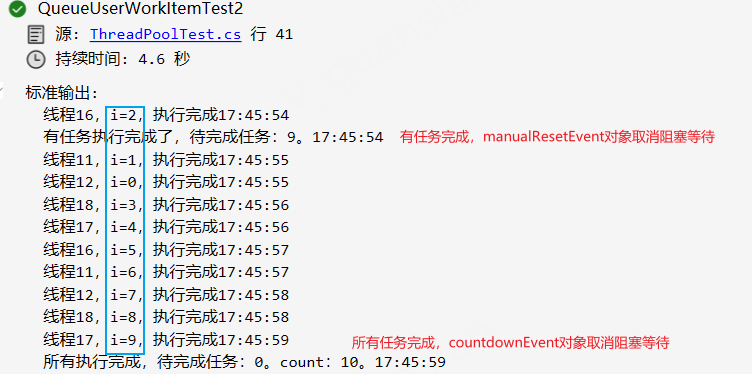 QueueUserWorkItemTest2
源: ThreadPoolTest.cs 行 41
持续时间: 4.6 秒
标准输出:
线程16, i=2, 执行完成17:45:54
有任务执行完成了, 待完成任务: 9。17:45:54 有任务完成，manualResetEvent对象取消阻塞等待
线程11, i=1, 执行完成17:45:55
线程12, i=0, 执行完成17:45:55
线程18, i=3, 执行完成17:45:56
线程17, i=4, 执行完成17:45:56
线程16, i=5, 执行完成17:45:57
线程11, i=6, 执行完成17:45:57
线程12, i=7, 执行完成17:45:58
线程18, i=8, 执行完成17:45:58
线程17, i=9, 执行完成17:45:59 所有任务完成，countdownEvent对象取消阻塞等待
所有执行完成, 待完成任务: 0。count: 10。17:45:59